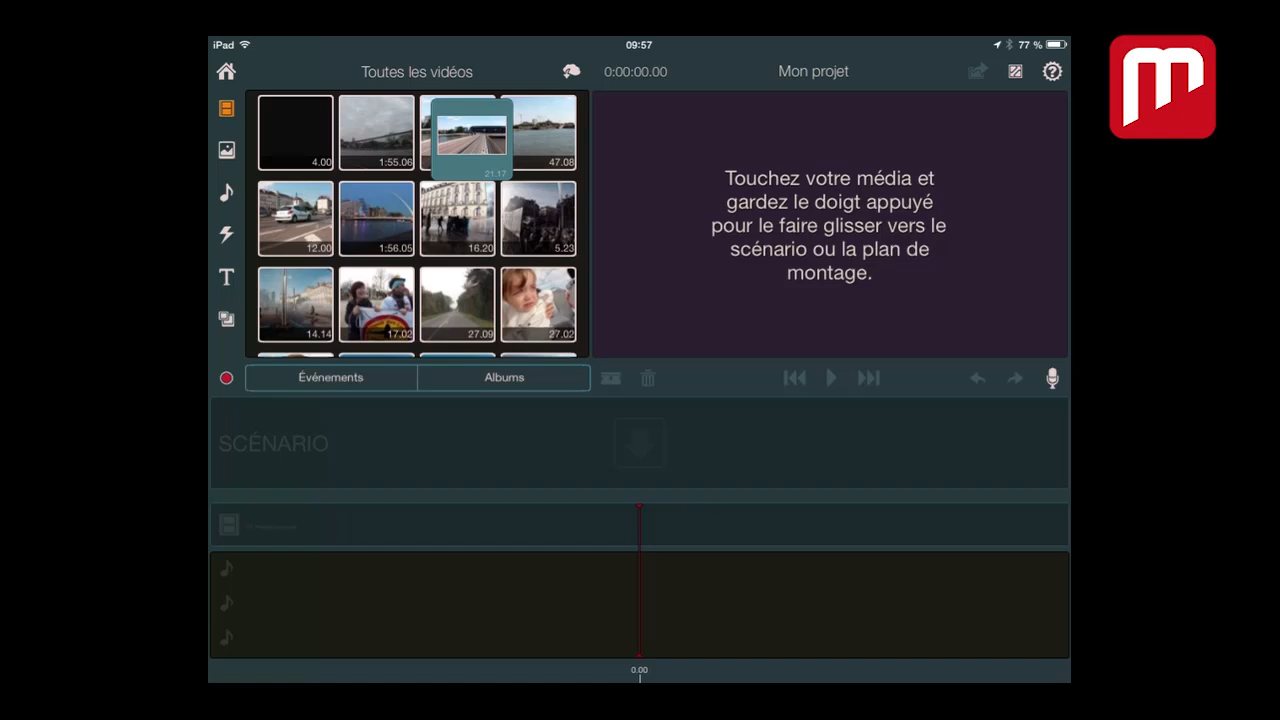 iPad
09:57
77 %
Toutes les vidéos
0:00:00.00
Mon projet
4.00
1:55.06
21.17
47.08
12.00
1:56.05
16.20
5.23
14.14
17.02
27.09
27.02
Touchez votre média et
gardez le doigt appuyé
pour le faire glisser vers le
scénario ou la plan de
montage.
Événements
Albums
SCÉNARIO
0.00